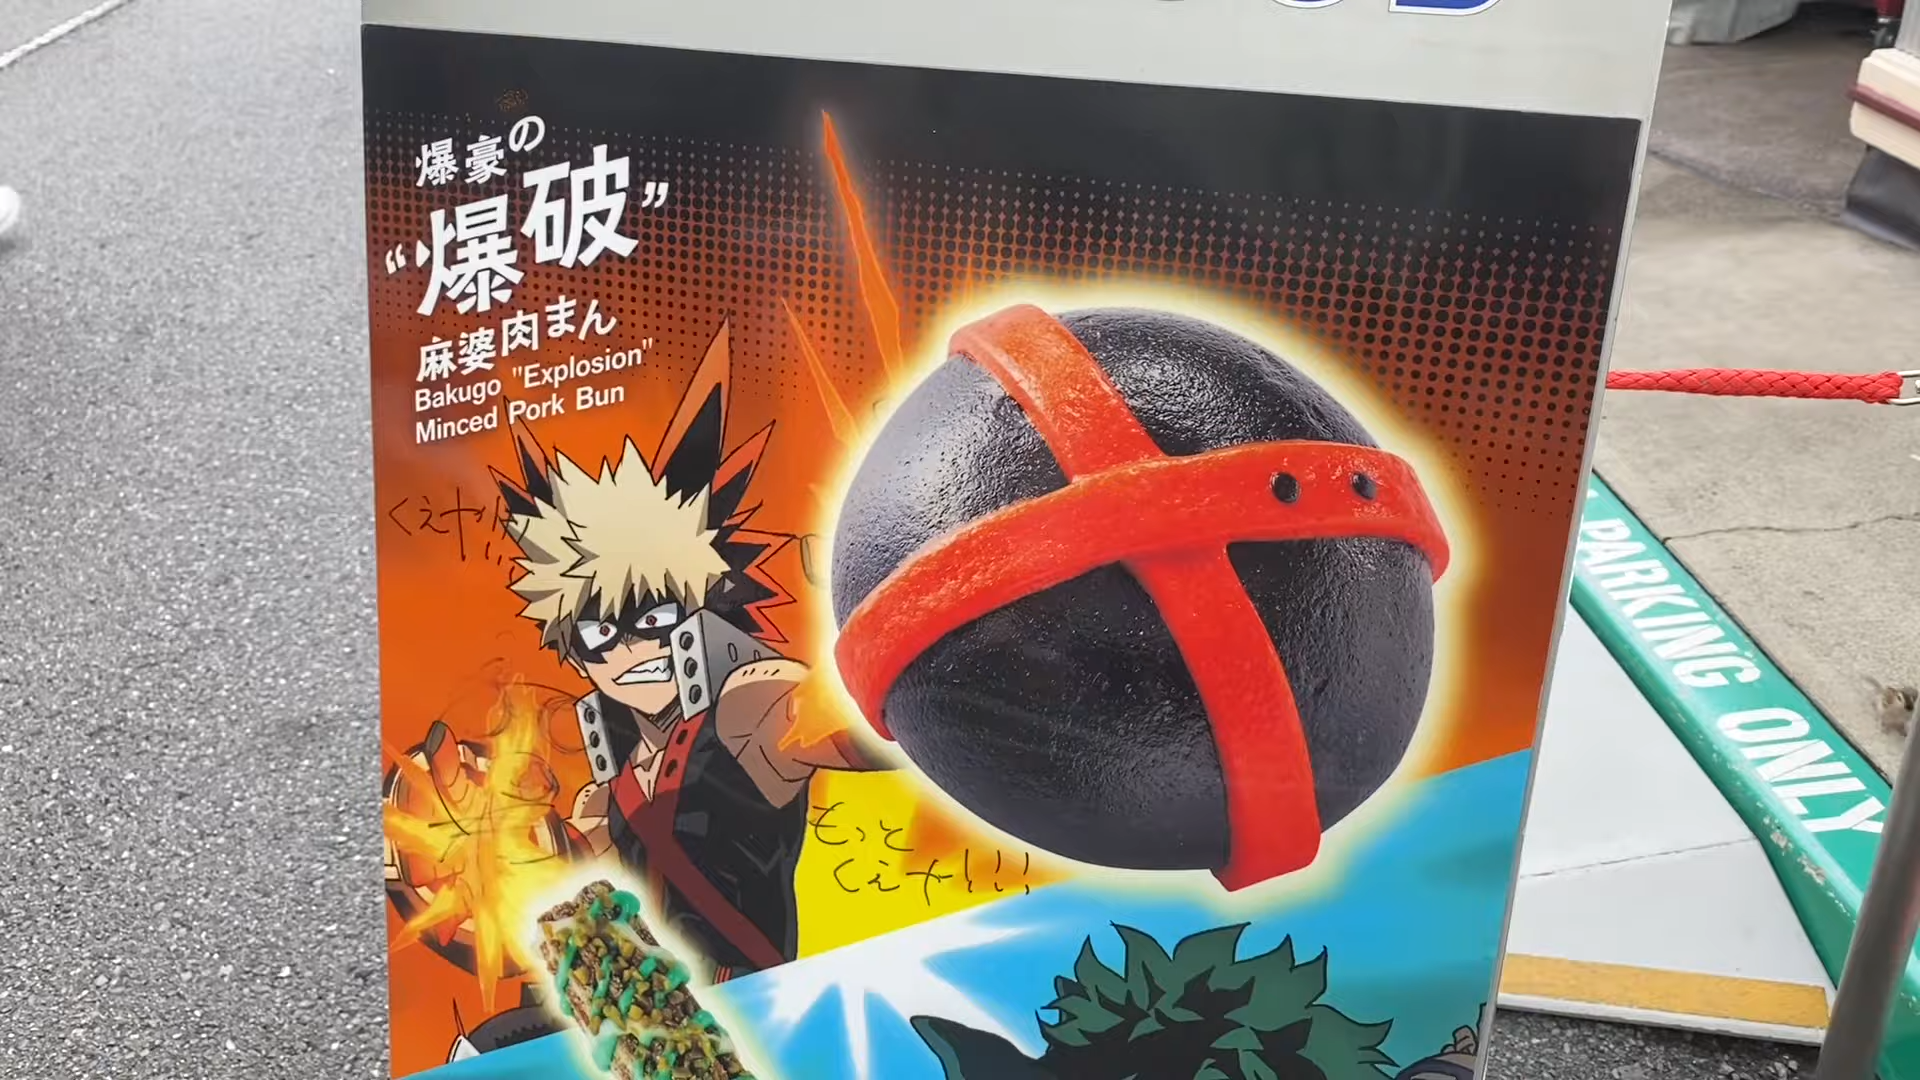 爆豪の
“爆破”
麻婆肉まん
Bakugo "Explosion"
Minced Pork Bun
くえや!!!
もっと
くえや!!!
PARKING ONLY